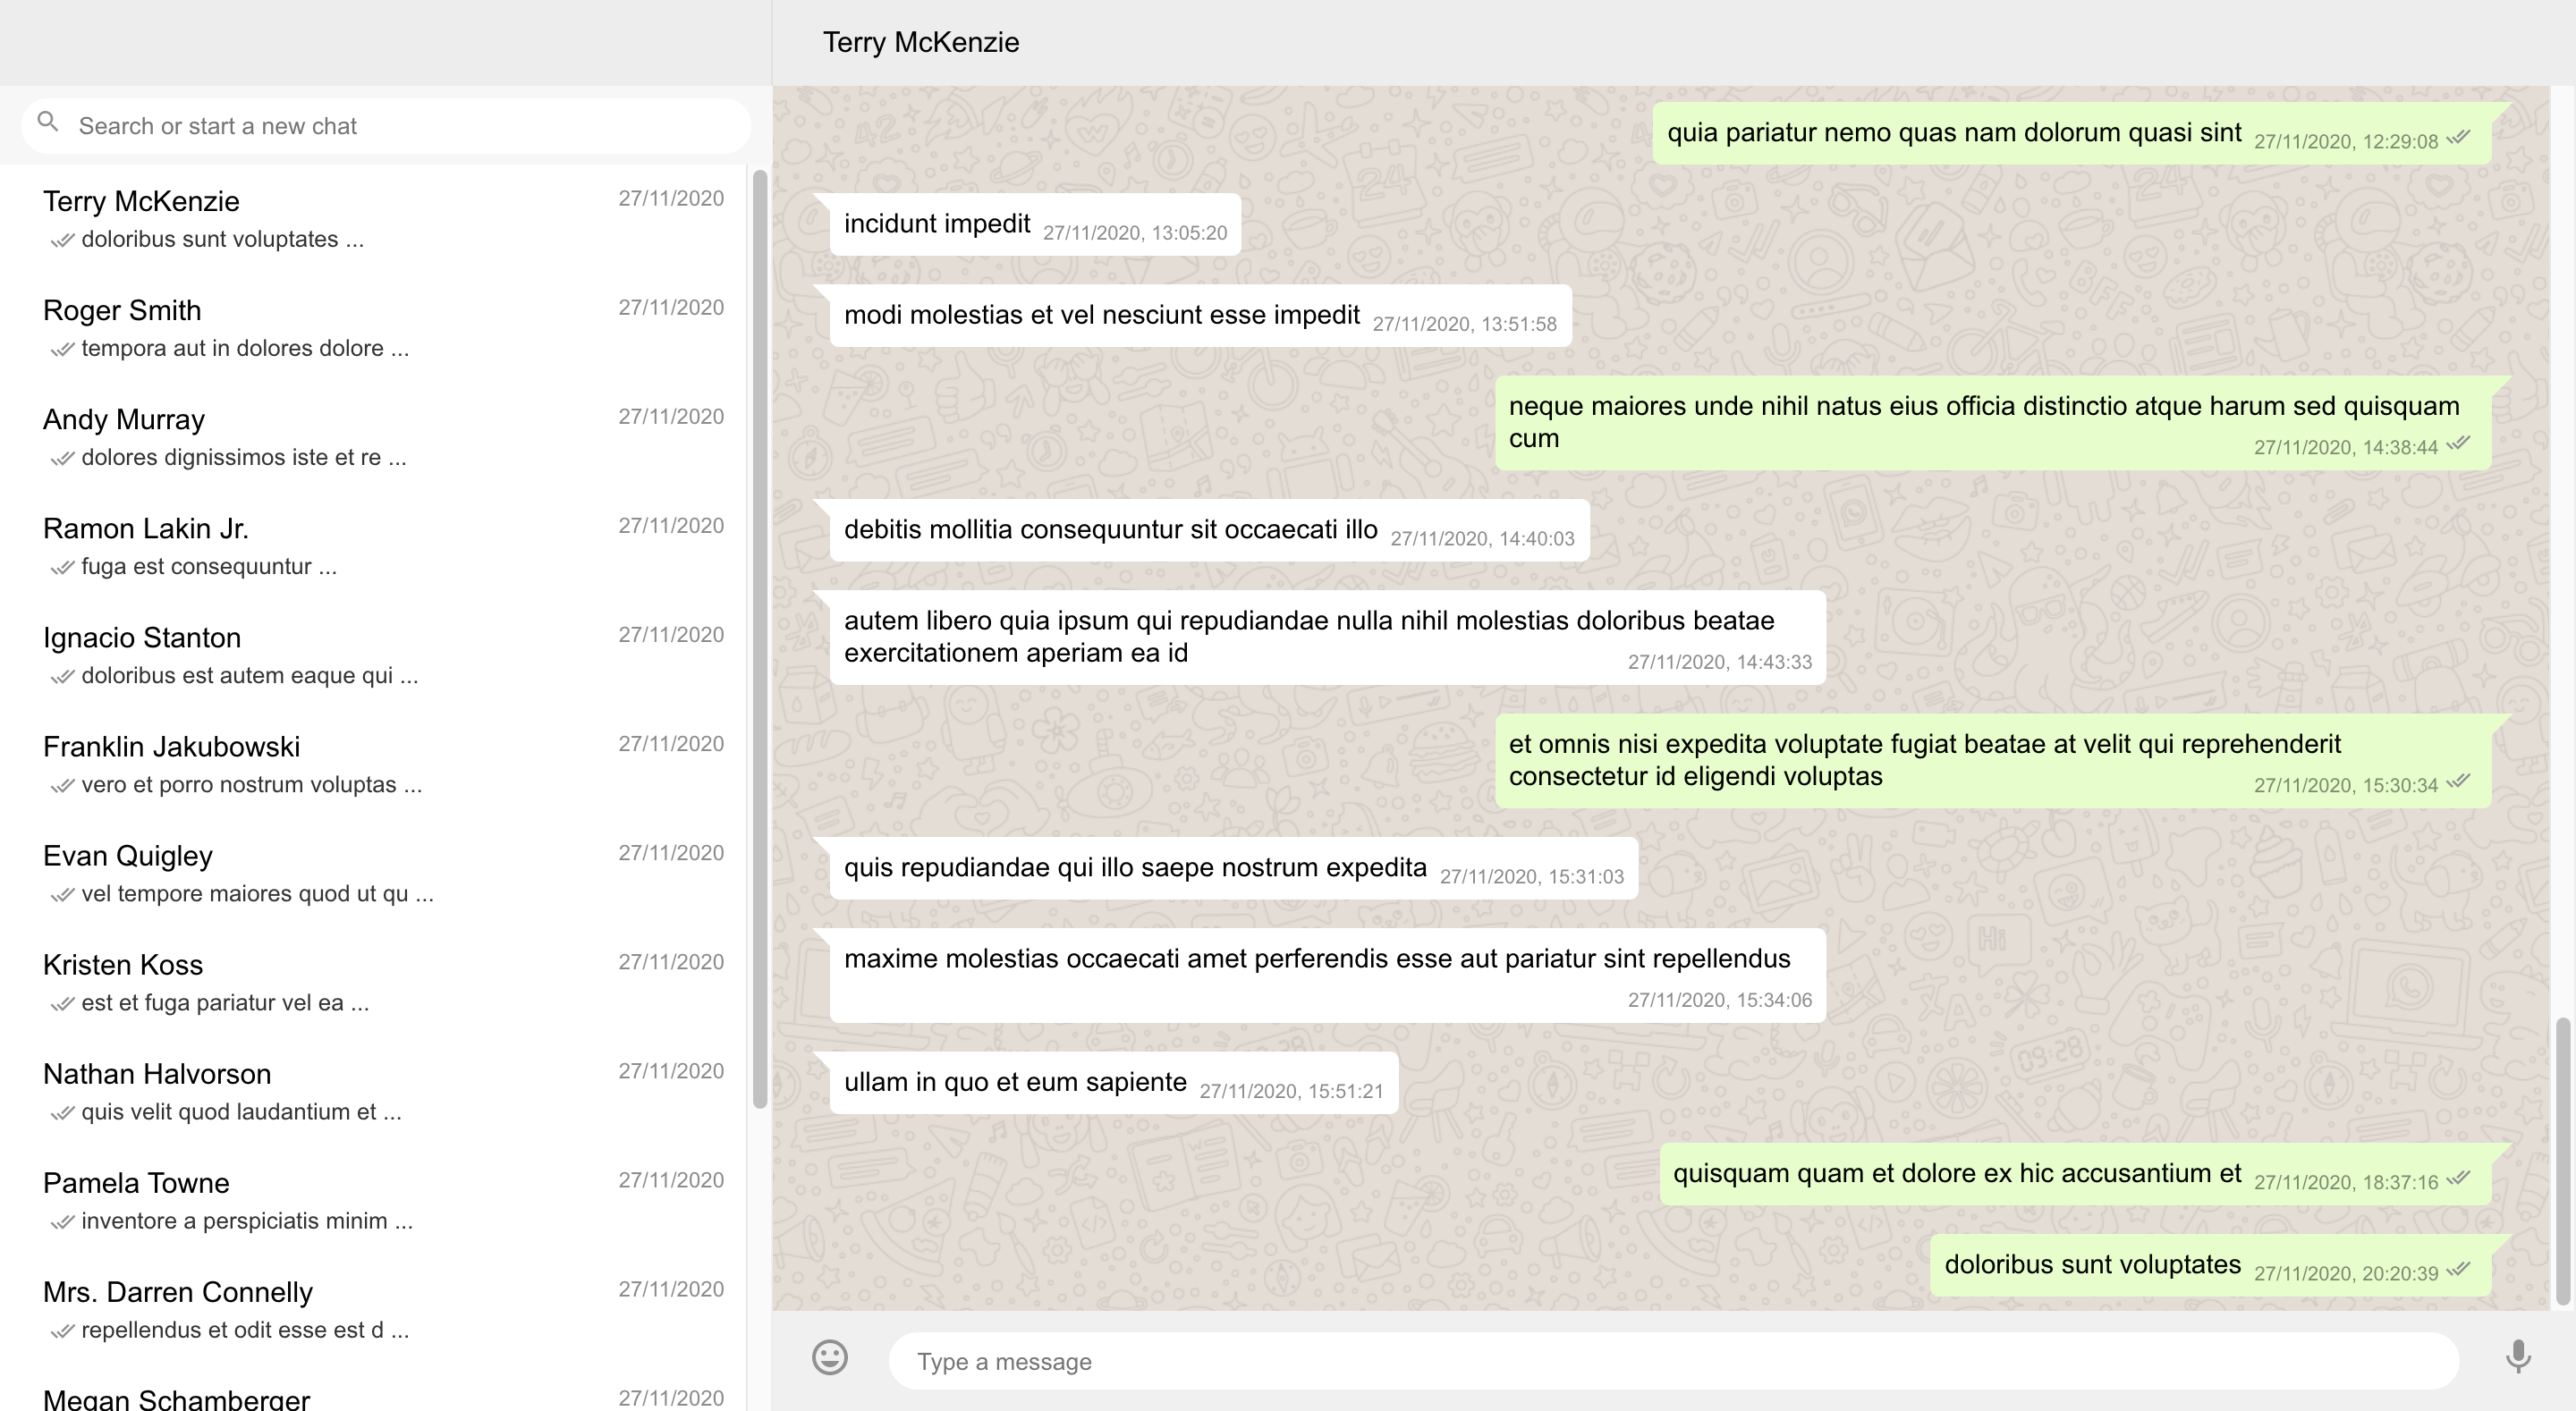 Terry McKenzie
Search or start a new chat
Terry McKenzie 27/11/2020
doloribus sunt voluptates ...
Roger Smith 27/11/2020
tempora aut in dolores dolore ...
Andy Murray 27/11/2020
dolores dignissimos iste et re ...
Ramon Lakin Jr. 27/11/2020
fuga est consequuntur ...
Ignacio Stanton 27/11/2020
doloribus est autem eaque qui ...
Franklin Jakubowski 27/11/2020
vero et porro nostrum voluptas ...
Evan Quigley 27/11/2020
vel tempore maiores quod ut qu ...
Kristen Koss 27/11/2020
est et fuga pariatur vel ea ...
Nathan Halvorson 27/11/2020
quis velit quod laudantium et ...
Pamela Towne 27/11/2020
inventore a perspiciatis minim ...
Mrs. Darren Connelly 27/11/2020
repellendus et odit esse est d ...
Megan Schamberger 27/11/2020
quia pariatur nemo quas nam dolorum quasi sint 27/11/2020, 12:29:08
incidunt impedit 27/11/2020, 13:05:20
modi molestias et vel nesciunt esse impedit 27/11/2020, 13:51:58
neque maiores unde nihil natus eius officia distinctio atque harum sed quisquam
cum 27/11/2020, 14:38:44
debitis mollitia consequuntur sit occaecati illo 27/11/2020, 14:40:03
autem libero quia ipsum qui repudiandae nulla nihil molestias doloribus beatae
exercitationem aperiam ea id 27/11/2020, 14:43:33
et omnis nisi expedita voluptate fugiat beatae at velit qui reprehenderit
consectetur id eligendi voluptas 27/11/2020, 15:30:34
quis repudiandae qui illo saepe nostrum expedita 27/11/2020, 15:31:03
maxime molestias occaecati amet perferendis esse aut pariatur sint repellendus
27/11/2020, 15:34:06
ullam in quo et eum sapiente 27/11/2020, 15:51:21
quisquam quam et dolore ex hic accusantium et 27/11/2020, 18:37:16
doloribus sunt voluptates 27/11/2020, 20:20:39
Type a message